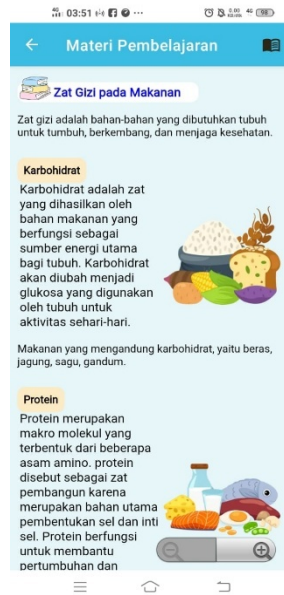 03:51
Materi Pembelajaran
Zat Gizi pada Makanan
Zat gizi adalah bahan-bahan yang dibutuhkan tubuh
untuk tumbuh, berkembang, dan menjaga kesehatan.
Karbohidrat
Karbohidrat adalah zat
yang dihasilkan oleh
bahan makanan yang
berfungsi sebagai
sumber energi utama
bagi tubuh. Karbohidrat
akan diubah menjadi
glukosa yang digunakan
oleh tubuh untuk
aktivitas sehari-hari.
Makanan yang mengandung karbohidrat, yaitu beras,
jagung, sagu, gandum.
Protein
Protein merupakan
makro molekul yang
terbentuk dari beberapa
asam amino. protein
disebut sebagai zat
pembangun karena
merupakan bahan utama
pembentukan sel dan inti
sel. Protein berfungsi
untuk membantu
pertumbuhan dan